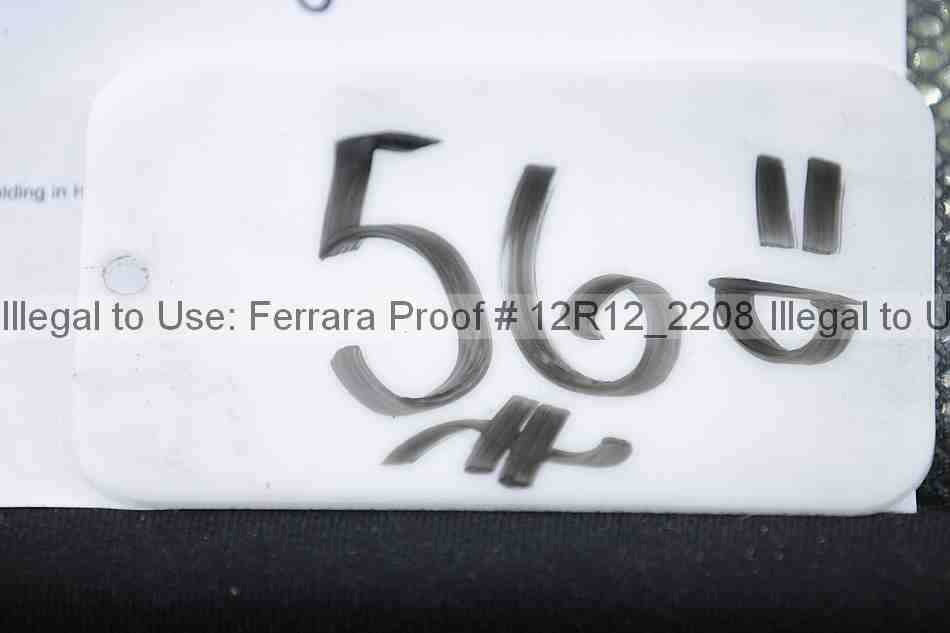 olding in H
56 "
Illegal to Use: Ferrara Proof # 12R12_2208 Illegal to U